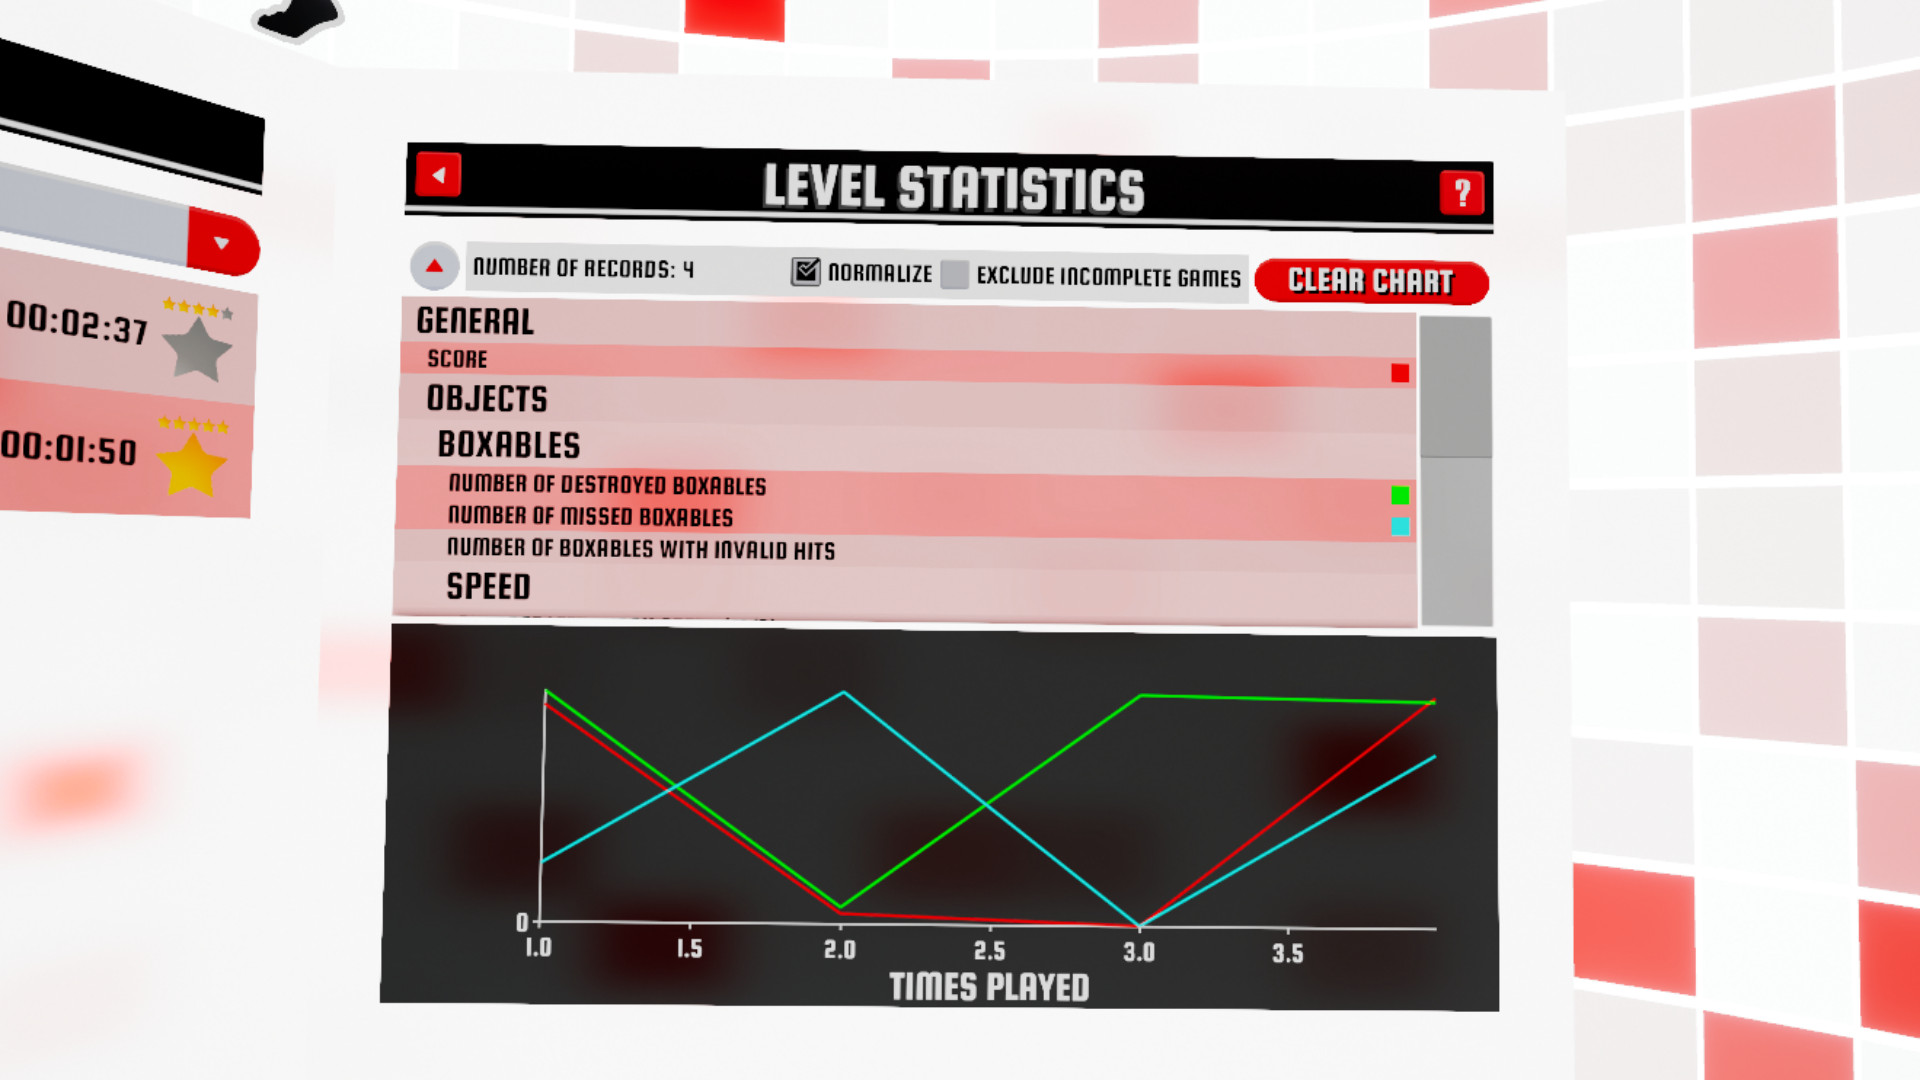 LEVEL STATISTICS
?
NUMBER OF RECORDS: 4
NORMALIZE
EXCLUDE INCOMPLETE GAMES
CLEAR CHART
00:02:37
00:01:50
GENERAL
SCORE
OBJECTS
BOXABLES
NUMBER OF DESTROYED BOXABLES
NUMBER OF MISSED BOXABLES
NUMBER OF BOXABLES WITH INVALID HITS
SPEED
0
1.0 1.5 2.0 2.5 3.0 3.5
TIMES PLAYED